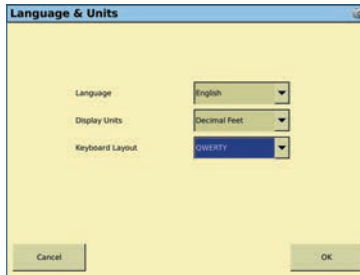 Language & Units
Language English
Display Units Decimal Feet
Keyboard Layout QWERTY
Cancel OK